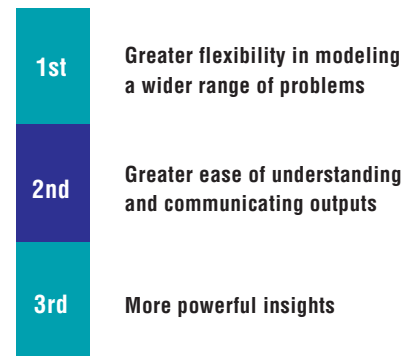 1st
Greater flexibility in modeling
a wider range of problems
2nd
Greater ease of understanding
and communicating outputs
3rd
More powerful insights